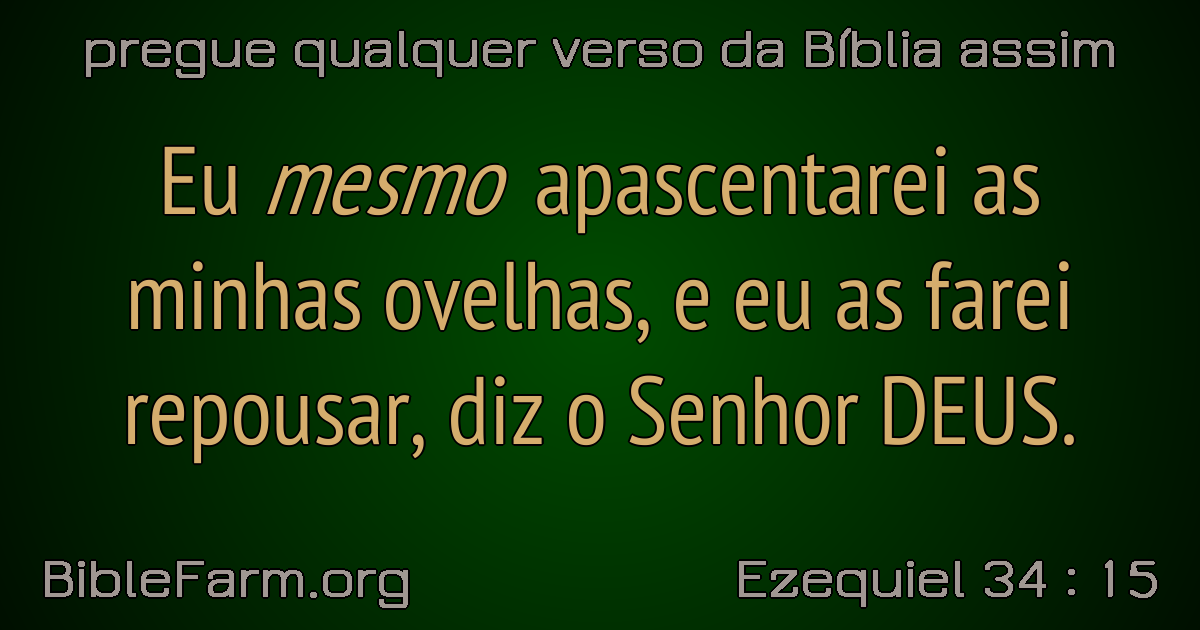 pregue qualquer verso da Bíblia assim
Eu mesmo apascentarei as
minhas ovelhas, e eu as farei
repousar, diz o Senhor DEUS.
BibleFarm.org
Ezequiel 34 : 15